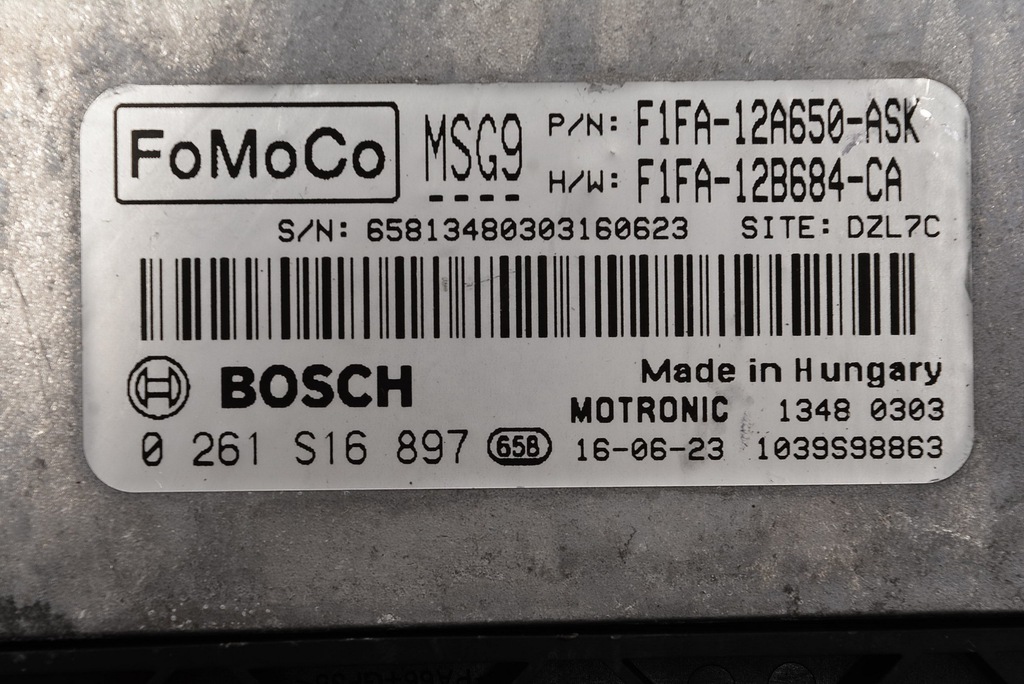 FoMoCo MSG9 P/N: F1FA-12A650-ASK
H/W: F1FA-12B684-CA
S/N: 65813480303160623 SITE: DZL7C
BOSCH Made in Hungary
MOTRONIC 1348 0303
0 261 S16 897 658 16-06-23 1039S98863